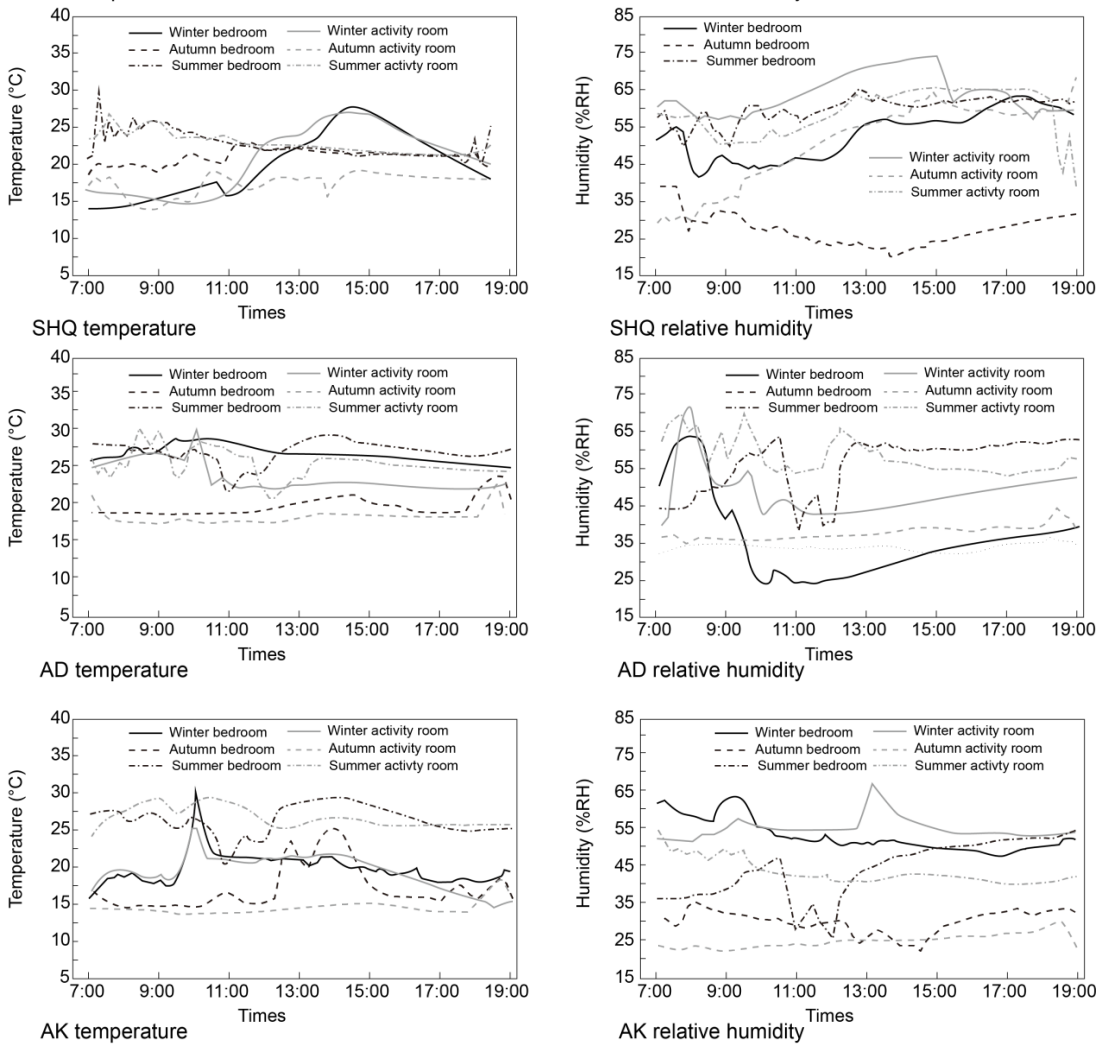 40
35
30
25
20
15
10
5
Temperature (°C)
Winter bedroom
Autumn bedroom
Summer bedroom
Winter activity room
Autumn activity room
Summer activty room
7:00 9:00 11:00 13:00 15:00 17:00 19:00
Times
SHQ temperature
85
75
65
55
45
35
25
15
Humidity (%RH)
Winter bedroom
Autumn bedroom
Summer bedroom
Winter activity room
Autumn activity room
Summer activty room
7:00 9:00 11:00 13:00 15:00 17:00 19:00
Times
SHQ relative humidity
40
35
30
25
20
15
10
5
Temperature (°C)
Winter bedroom
Autumn bedroom
Summer bedroom
Winter activity room
Autumn activity room
Summer activty room
7:00 9:00 11:00 13:00 15:00 17:00 19:00
Times
AD temperature
85
75
65
55
45
35
25
15
Humidity (%RH)
Winter bedroom
Autumn bedroom
Summer bedroom
Winter activity room
Autumn activity room
Summer activty room
7:00 9:00 11:00 13:00 15:00 17:00 19:00
Times
AD relative humidity
40
35
30
25
20
15
10
5
Temperature (°C)
Winter bedroom
Autumn bedroom
Summer bedroom
Winter activity room
Autumn activity room
Summer activty room
7:00 9:00 11:00 13:00 15:00 17:00 19:00
Times
AK temperature
85
75
65
55
45
35
25
15
Humidity (%RH)
Winter bedroom
Autumn bedroom
Summer bedroom
Winter activity room
Autumn activity room
Summer activty room
7:00 9:00 11:00 13:00 15:00 17:00 19:00
Times
AK relative humidity